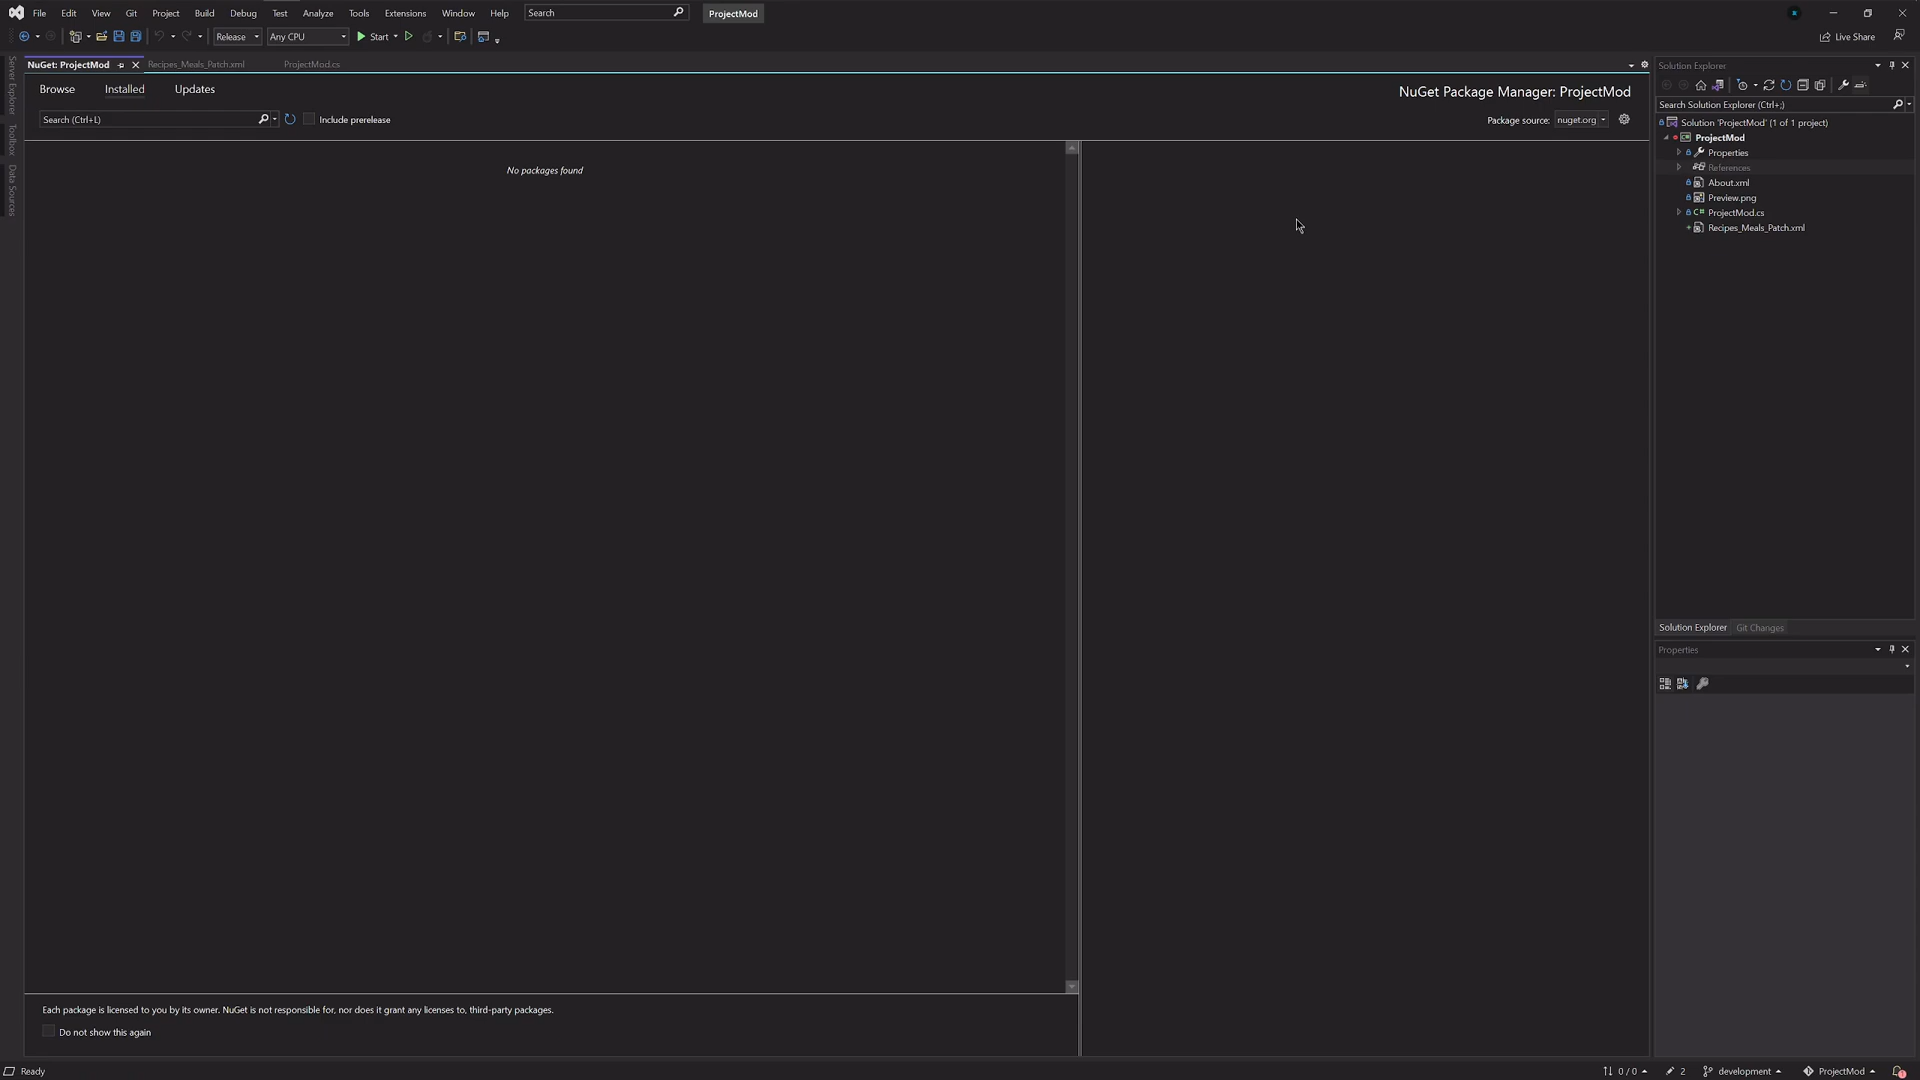 File Edit View Git Project Build Debug Test Analyze Tools Extensions Window Help Search ProjectMod
Release Any CPU Start Live Share
NuGet: ProjectMod Recipes_Meals_Patch.xml ProjectMod.cs
Browse Installed Updates
NuGet Package Manager: ProjectMod
Search (Ctrl+L) Include prerelease
Package source: nuget.org
No packages found
Each package is licensed to you by its owner. NuGet is not responsible for, nor does it grant any licenses to, third-party packages.
Do not show this again
Server Explorer
Toolbox
Data Sources
Solution Explorer
Search Solution Explorer (Ctrl+;)
Solution 'ProjectMod' (1 of 1 project)
ProjectMod
Properties
References
About.xml
Preview.png
ProjectMod.cs
Recipes_Meals_Patch.xml
Solution Explorer Git Changes
Properties
Ready 0 / 0 2 development ProjectMod